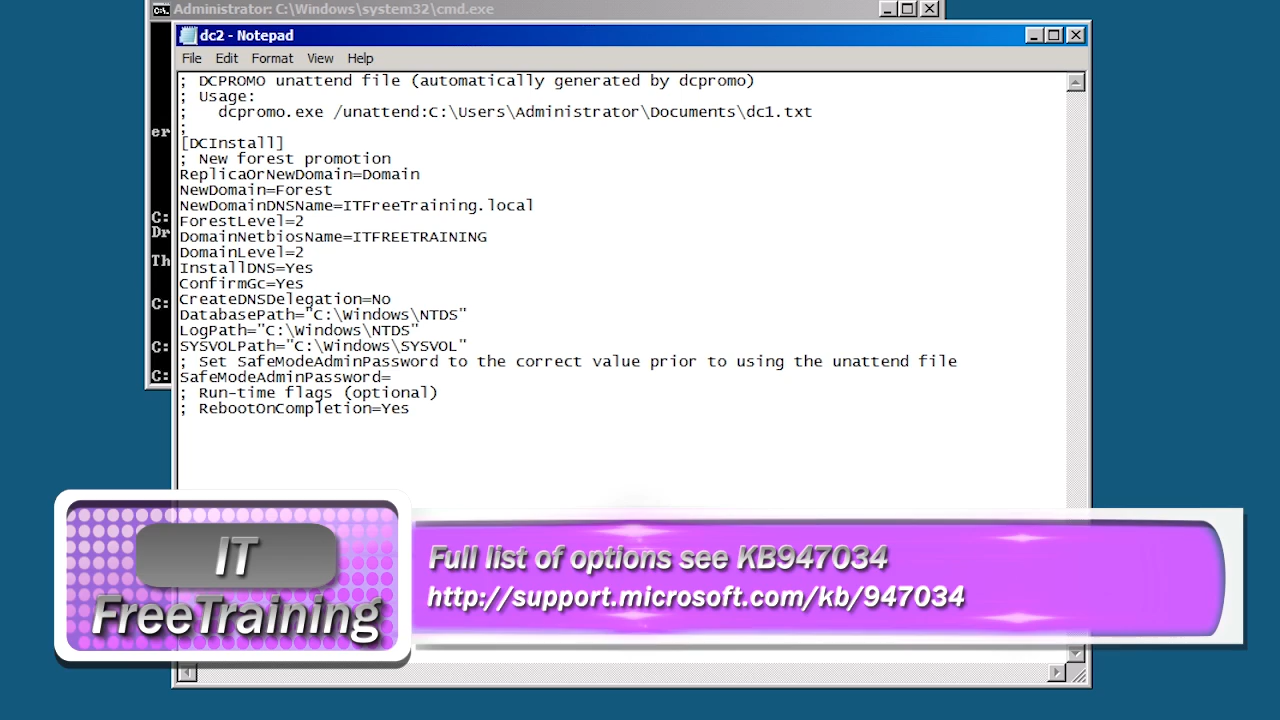 Administrator: C:\Windows\system32\cmd.exe
dc2 - Notepad
File Edit Format View Help
; DCPROMO unattend file (automatically generated by dcpromo)
; Usage:
;   dcpromo.exe /unattend:C:\Users\Administrator\Documents\dc1.txt
;
[DCInstall]
; New forest promotion
ReplicaOrNewDomain=Domain
NewDomain=Forest
NewDomainDNSName=ITFreeTraining.local
ForestLevel=2
DomainNetbiosName=ITFREETRAINING
DomainLevel=2
InstallDNS=Yes
ConfirmGc=Yes
CreateDNSDelegation=No
DatabasePath="C:\Windows\NTDS"
LogPath="C:\Windows\NTDS"
SYSVOLPath="C:\Windows\SYSVOL"
; Set SafeModeAdminPassword to the correct value prior to using the unattend file
SafeModeAdminPassword=
; Run-time flags (optional)
; RebootOnCompletion=Yes
er
C:
Dr
Th
C:
C:
C:
IT
FreeTraining
Full list of options see KB947034
http://support.microsoft.com/kb/947034